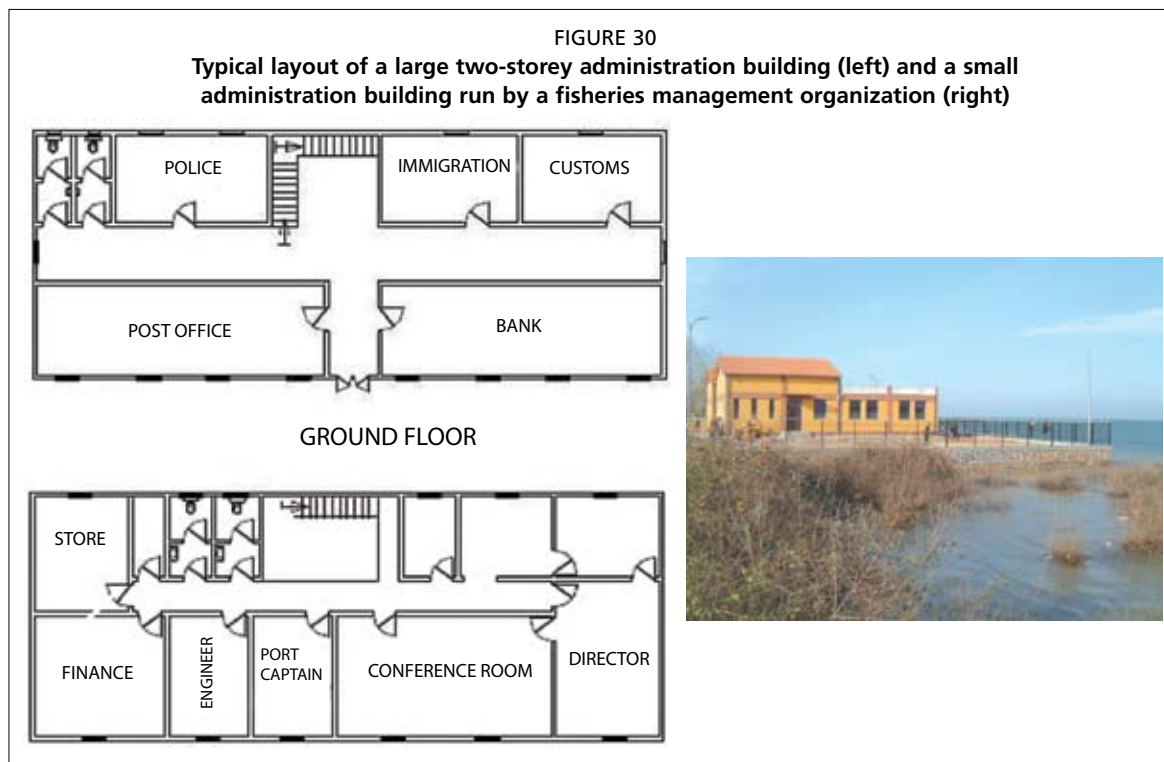 FIGURE 30
Typical layout of a large two-storey administration building (left) and a small
administration building run by a fisheries management organization (right)
POLICE
IMMIGRATION
CUSTOMS
POST OFFICE
BANK
GROUND FLOOR
STORE
FINANCE
ENGINEER
PORT
CAPTAIN
CONFERENCE ROOM
DIRECTOR